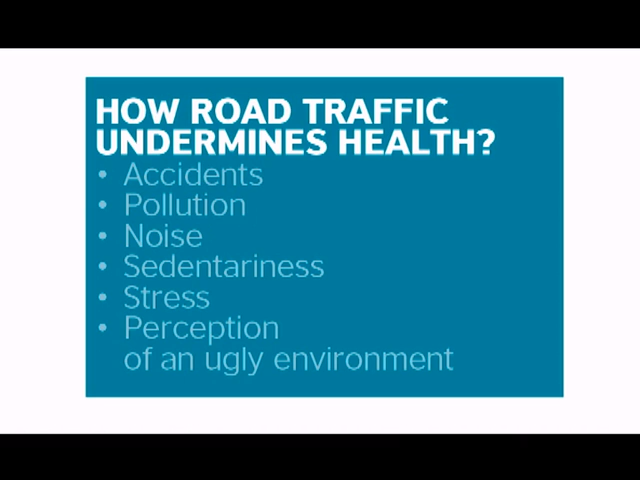 HOW ROAD TRAFFIC
UNDERMINES HEALTH?
• Accidents
• Pollution
• Noise
• Sedentariness
• Stress
• Perception
of an ugly environment